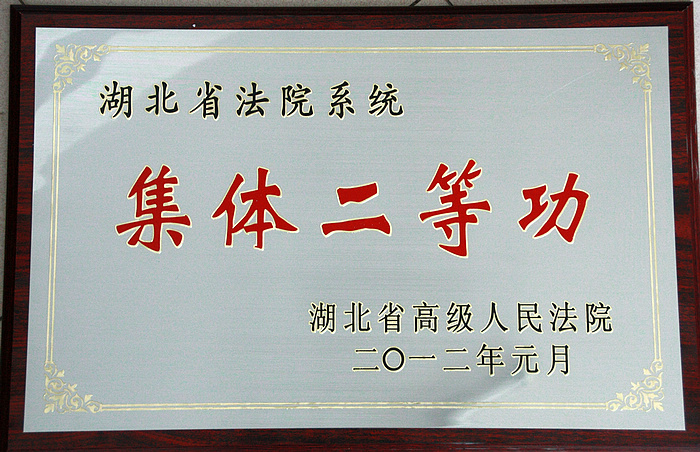 湖北省法院系统
集体二等功
湖北省高级人民法院
二〇一二年元月